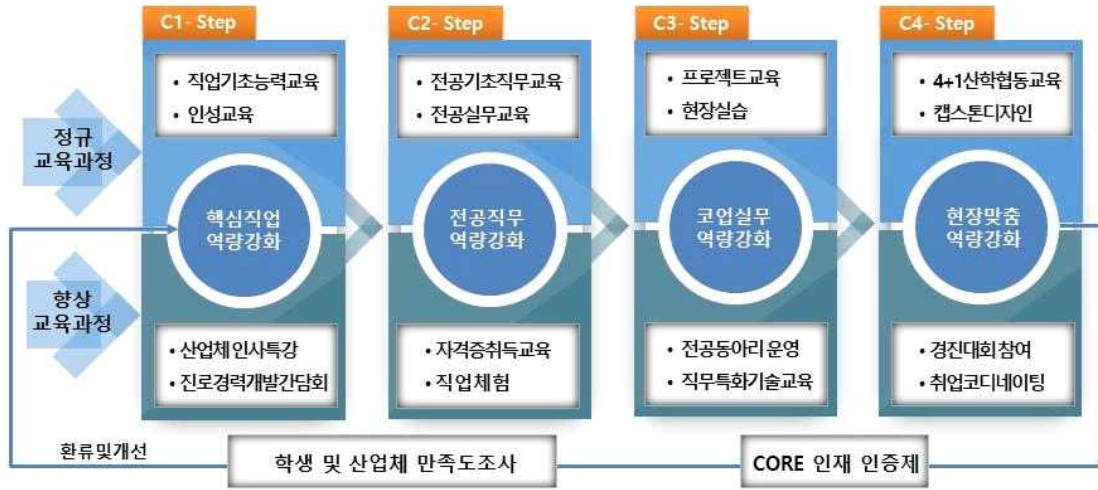 C1- Step
C2- Step
C3- Step
C4- Step
• 직업기초능력교육
• 인성교육
• 전공기초직무교육
• 전공실무교육
• 프로젝트교육
• 현장실습
• 4+1산학협동교육
• 캡스톤디자인
정규
교육과정
핵심직업
역량강화
전공직무
역량강화
코업실무
역량강화
현장맞춤
역량강화
향상
교육과정
• 산업체 인사특강
• 진로경력개발간담회
• 자격증취득교육
• 직업 체험
• 전공동아리 운영
• 직무특화기술교육
• 경진대회 참여
• 취업코디네이팅
환류및개선
학생 및 산업체 만족도조사
CORE 인재 인증제